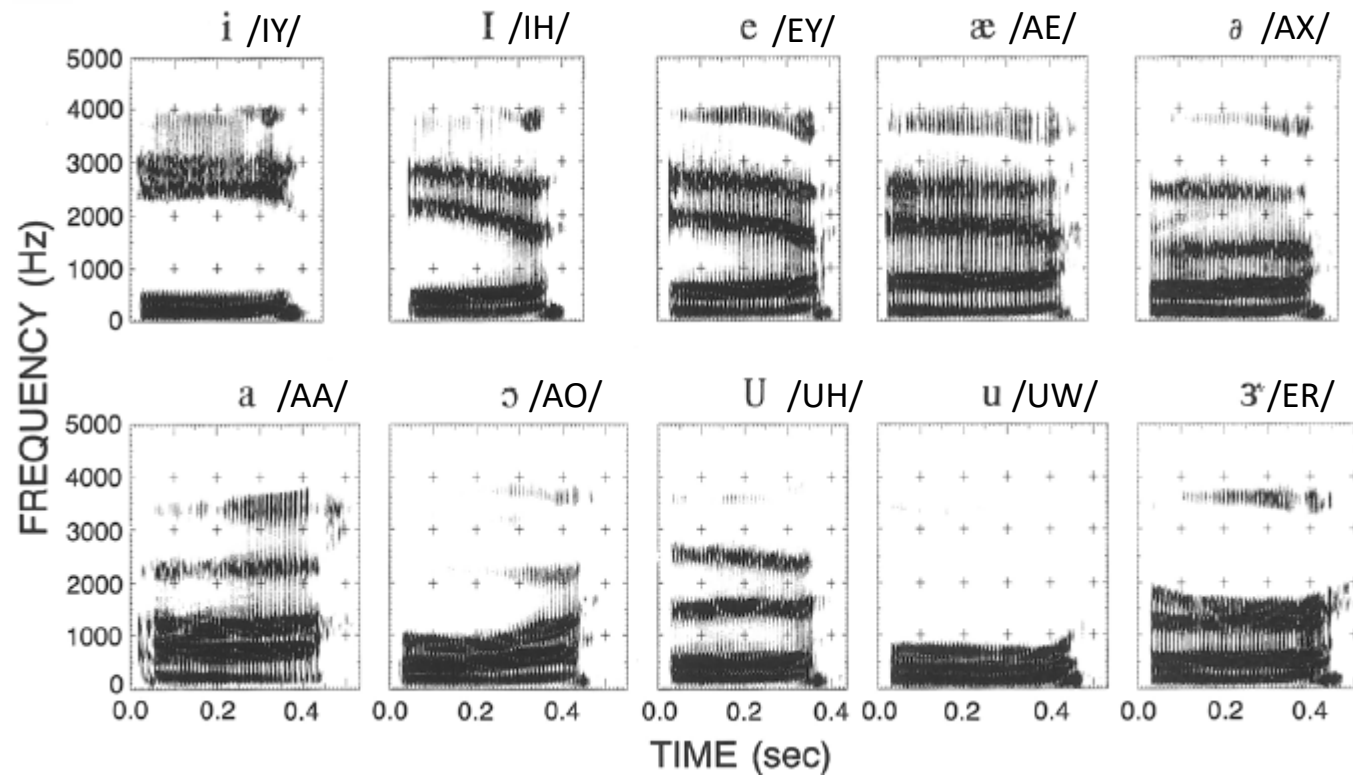 i /IY/ I /IH/ e /EY/ æ /AE/ ∂ /AX/
5000
4000
3000
2000
1000
0
a /AA/ ɔ /AO/ U /UH/ u /UW/ ɝ /ER/
5000
4000
3000
2000
1000
0
0.0 0.2 0.4 0.0 0.2 0.4 0.0 0.2 0.4 0.0 0.2 0.4 0.0 0.2 0.4
FREQUENCY (Hz)
TIME (sec)